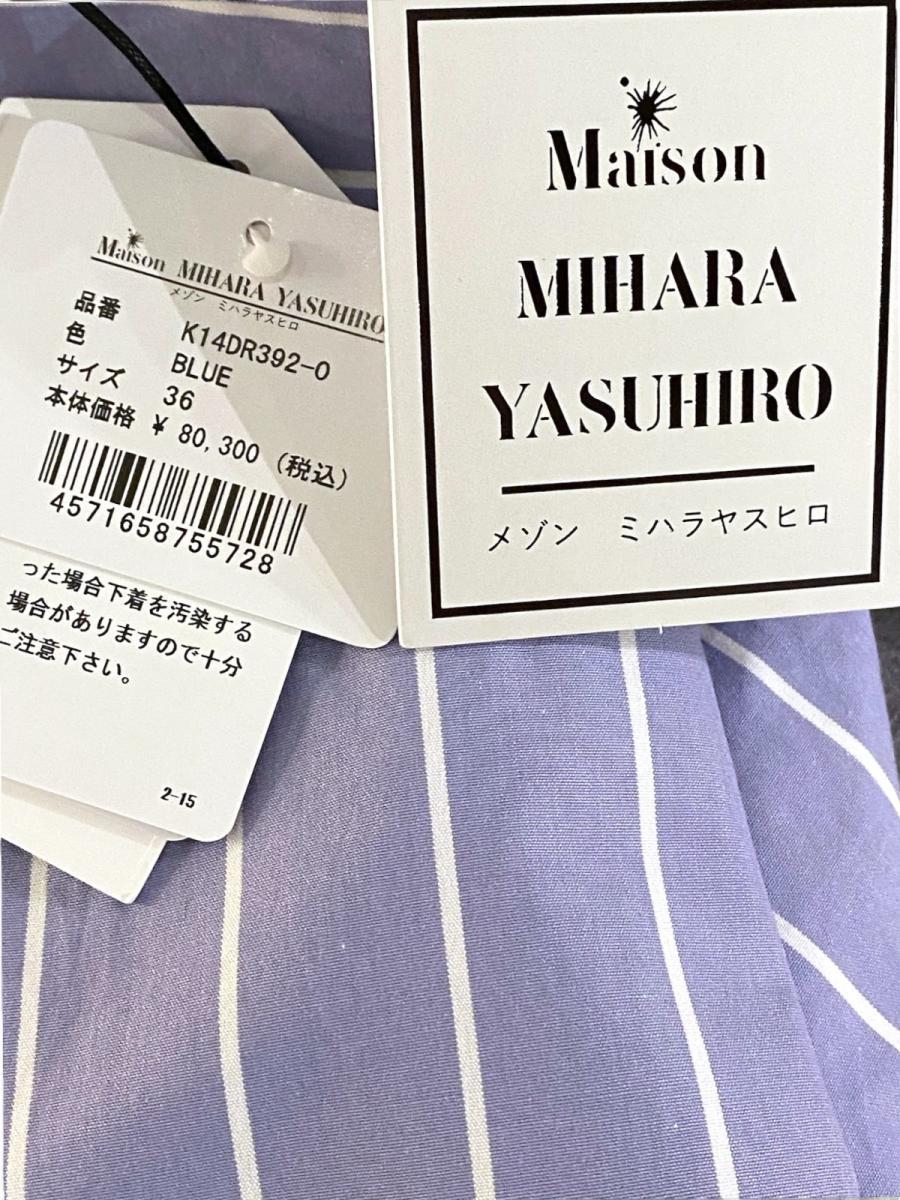 Maison MIHARA YASUHIRO
メゾン ミハラヤスヒロ
品番 K14DR392-0
色 BLUE
サイズ 36
本体価格 ¥ 80,300 (税込)
4571658755728
った場合下着を汚染する
場合がありますので十分
ご注意下さい。
2-15
Maison
MIHARA
YASUHIRO
メゾン ミハラヤスヒロ